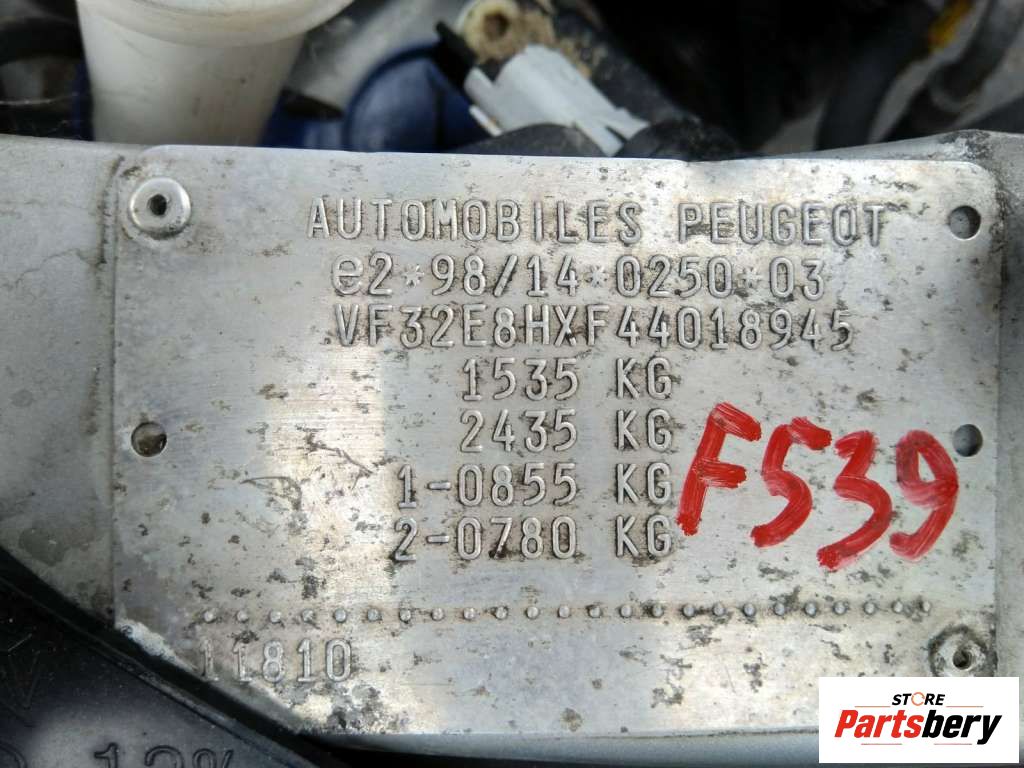 AUTOMOBILES PEUGEOT
e2*98/14*0250*03
VF32E8HXF44018945
1535 KG
2435 KG
1-0855 KG
2-0780 KG
F539
11810
12%
STORE
Partsbery